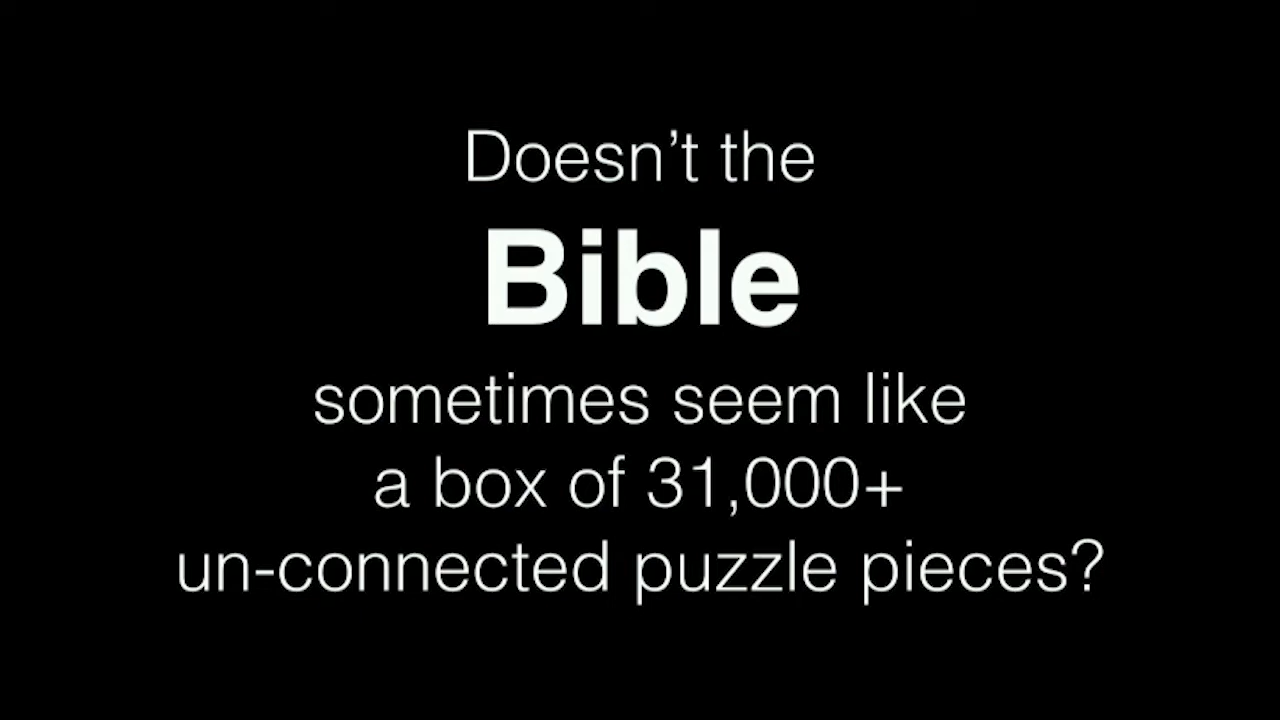 Doesn’t the
Bible
sometimes seem like
a box of 31,000+
un-connected puzzle pieces?